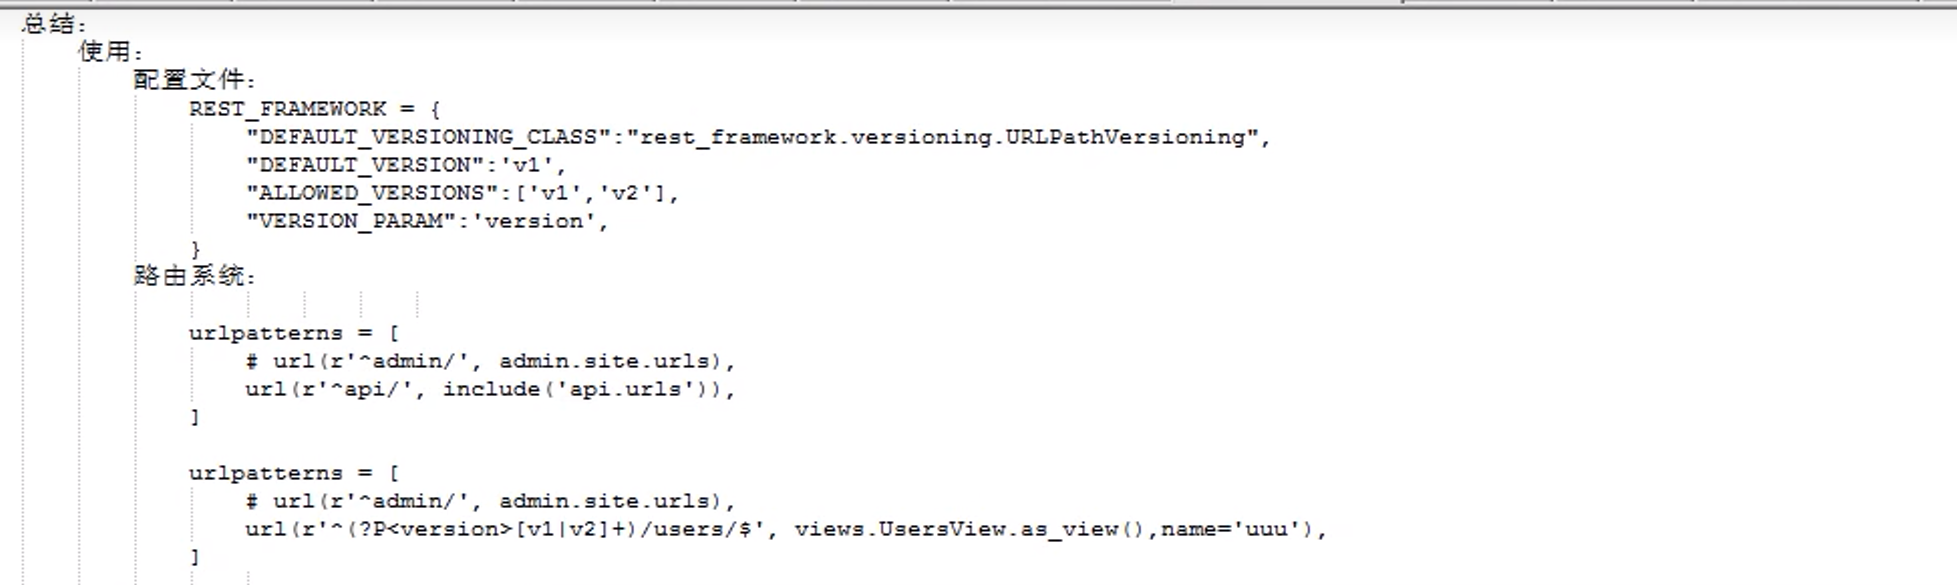 总结:
使用:
配置文件:
REST_FRAMEWORK = {
"DEFAULT_VERSIONING_CLASS":"rest_framework.versioning.URLPathVersioning",
"DEFAULT_VERSION":'v1',
"ALLOWED_VERSIONS":['v1','v2'],
"VERSION_PARAM":'version',
}
路由系统:
urlpatterns = [
# url(r'^admin/', admin.site.urls),
url(r'^api/', include('api.urls')),
]
urlpatterns = [
# url(r'^admin/', admin.site.urls),
url(r'^(?P<version>[v1|v2]+)/users/$', views.UsersView.as_view(),name='uuu'),
]